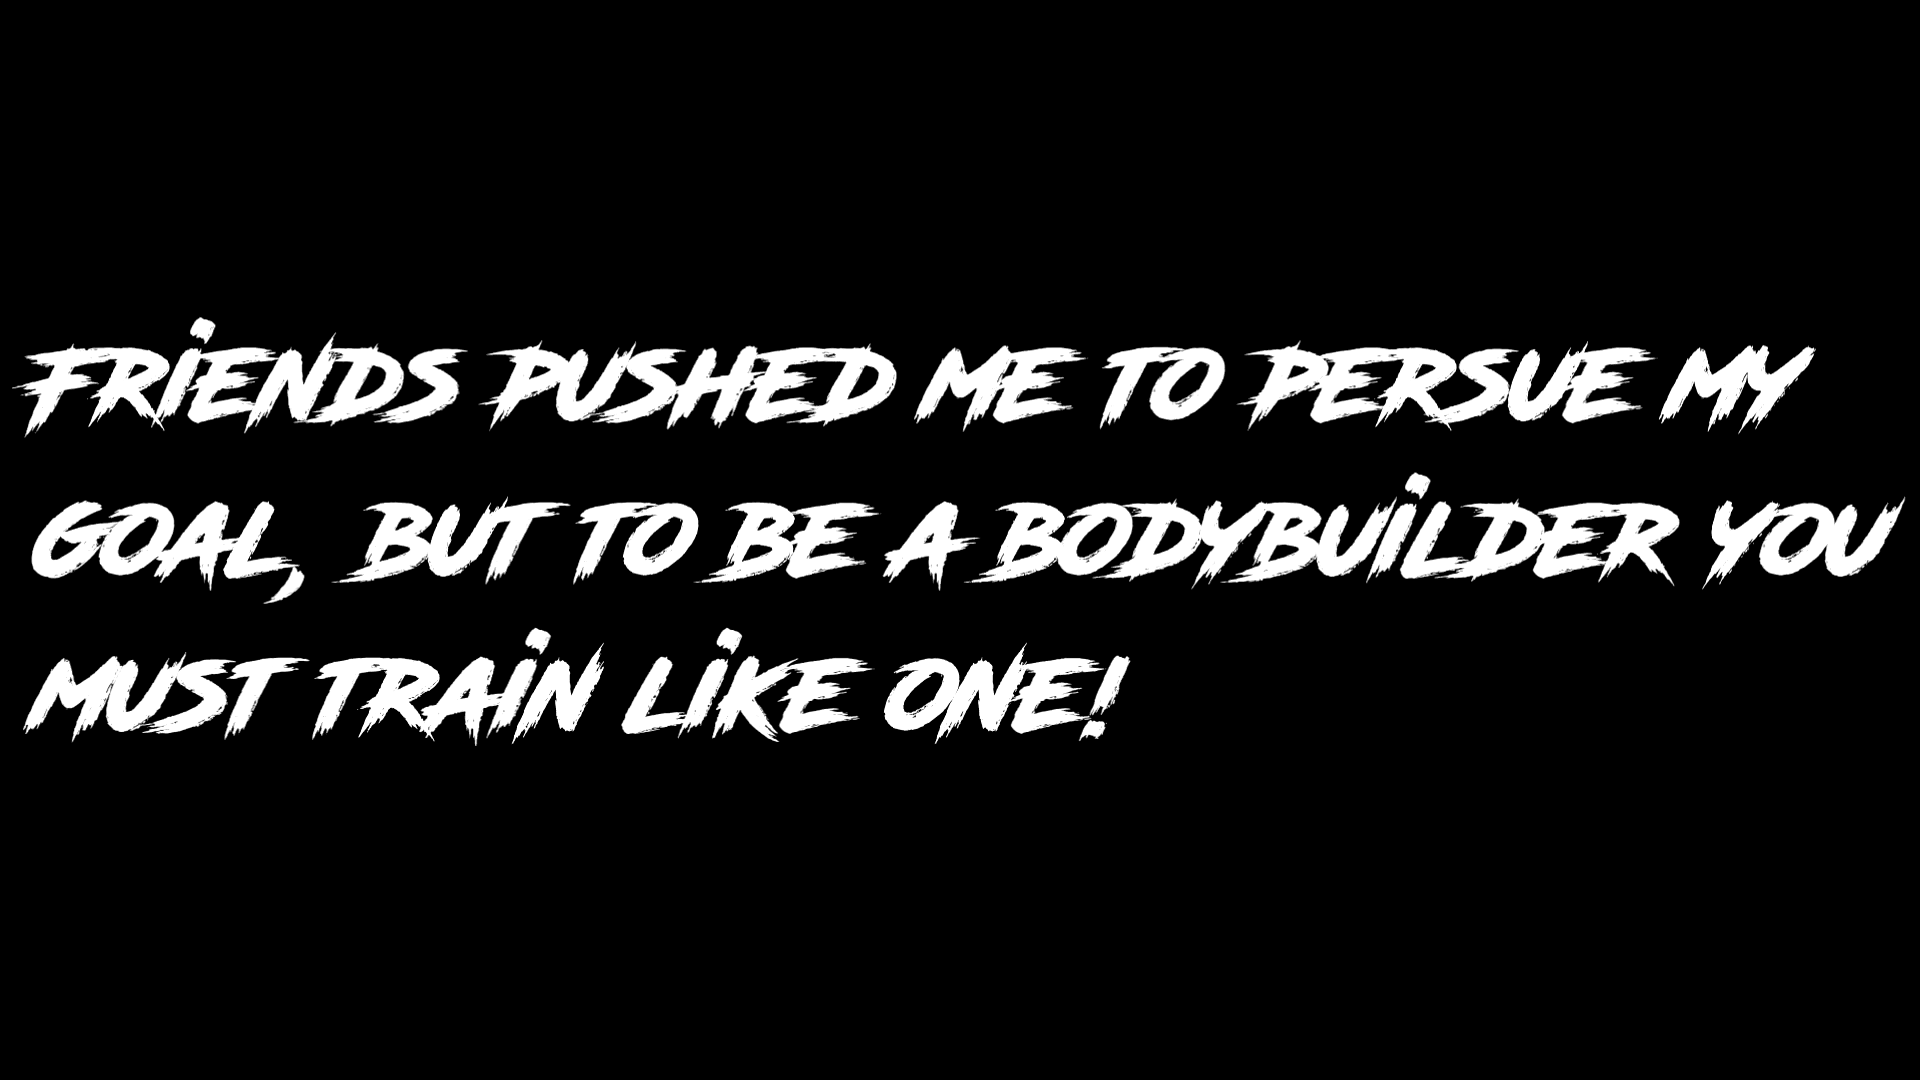 FRiENDS PUSHED ME TO PERSUE MY
GOAL, BUT TO BE A BODYBUiLDER YOU
MUST TRAiN LiKE ONE!